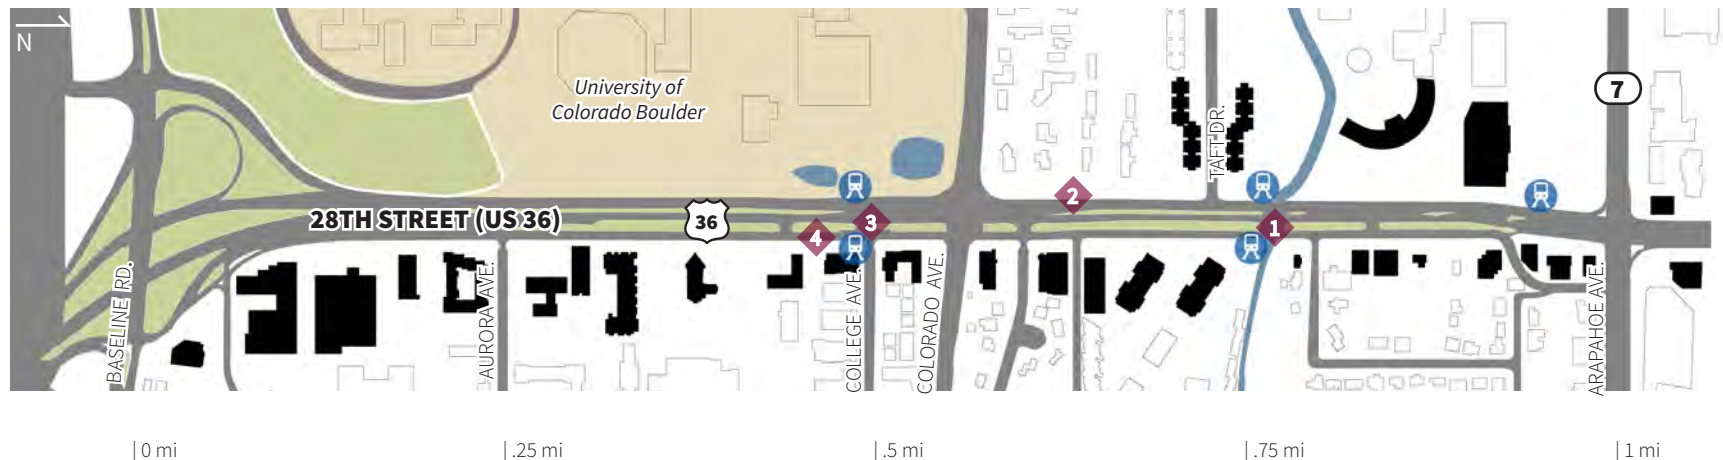 N
University of
Colorado Boulder
7
TAFT DR.
28TH STREET (US 36)
36
2
3
4
1
BASELINE RD.
AURORA AVE.
COLLEGE AVE.
COLORADO AVE.
ARAPAHOE AVE.
0 mi
.25 mi
.5 mi
.75 mi
1 mi